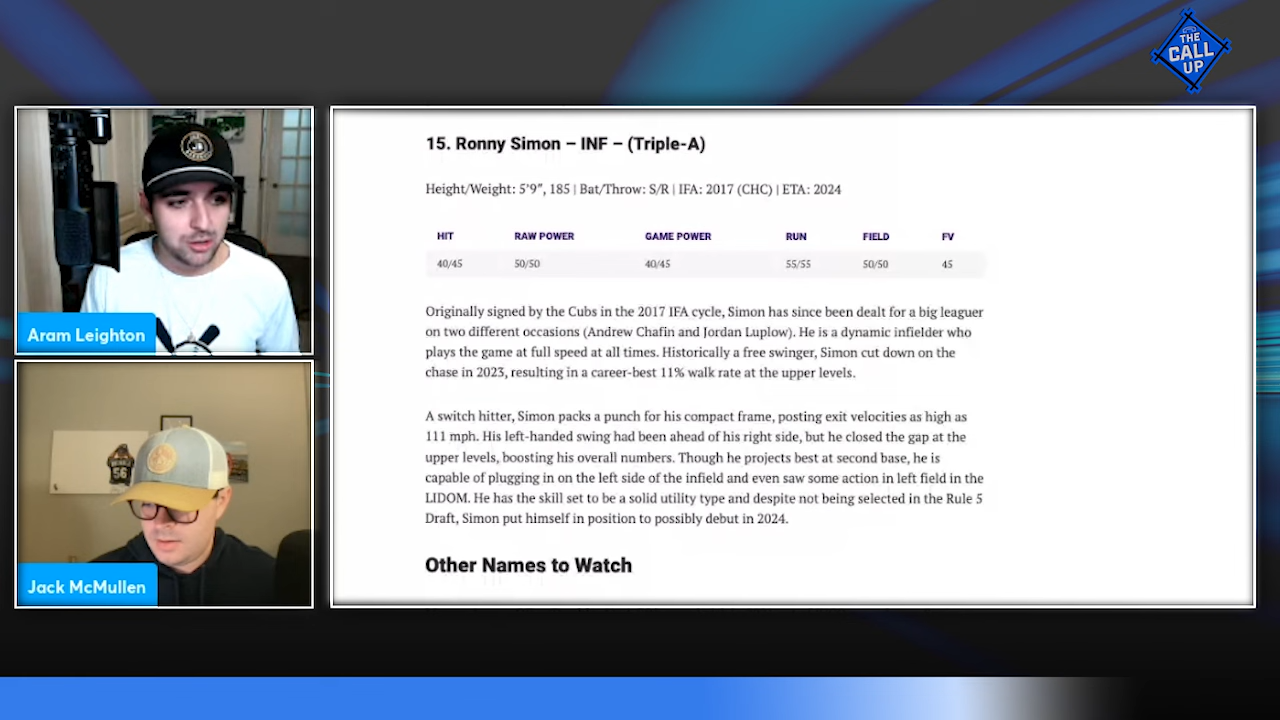 THE
CALL
UP
15. Ronny Simon – INF – (Triple-A)
Height/Weight: 5’9″, 185 | Bat/Throw: S/R | IFA: 2017 (CHC) | ETA: 2024
HIT RAW POWER GAME POWER RUN FIELD FV
40/45 50/50 40/45 55/55 50/50 45
Originally signed by the Cubs in the 2017 IFA cycle, Simon has since been dealt for a big leaguer
on two different occasions (Andrew Chafin and Jordan Luplow). He is a dynamic infielder who
plays the game at full speed at all times. Historically a free swinger, Simon cut down on the
chase in 2023, resulting in a career-best 11% walk rate at the upper levels.
A switch hitter, Simon packs a punch for his compact frame, posting exit velocities as high as
111 mph. His left-handed swing had been ahead of his right side, but he closed the gap at the
upper levels, boosting his overall numbers. Though he projects best at second base, he is
capable of plugging in on the left side of the infield and even saw some action in left field in the
LIDOM. He has the skill set to be a solid utility type and despite not being selected in the Rule 5
Draft, Simon put himself in position to possibly debut in 2024.
Other Names to Watch
Aram Leighton
56
Jack McMullen